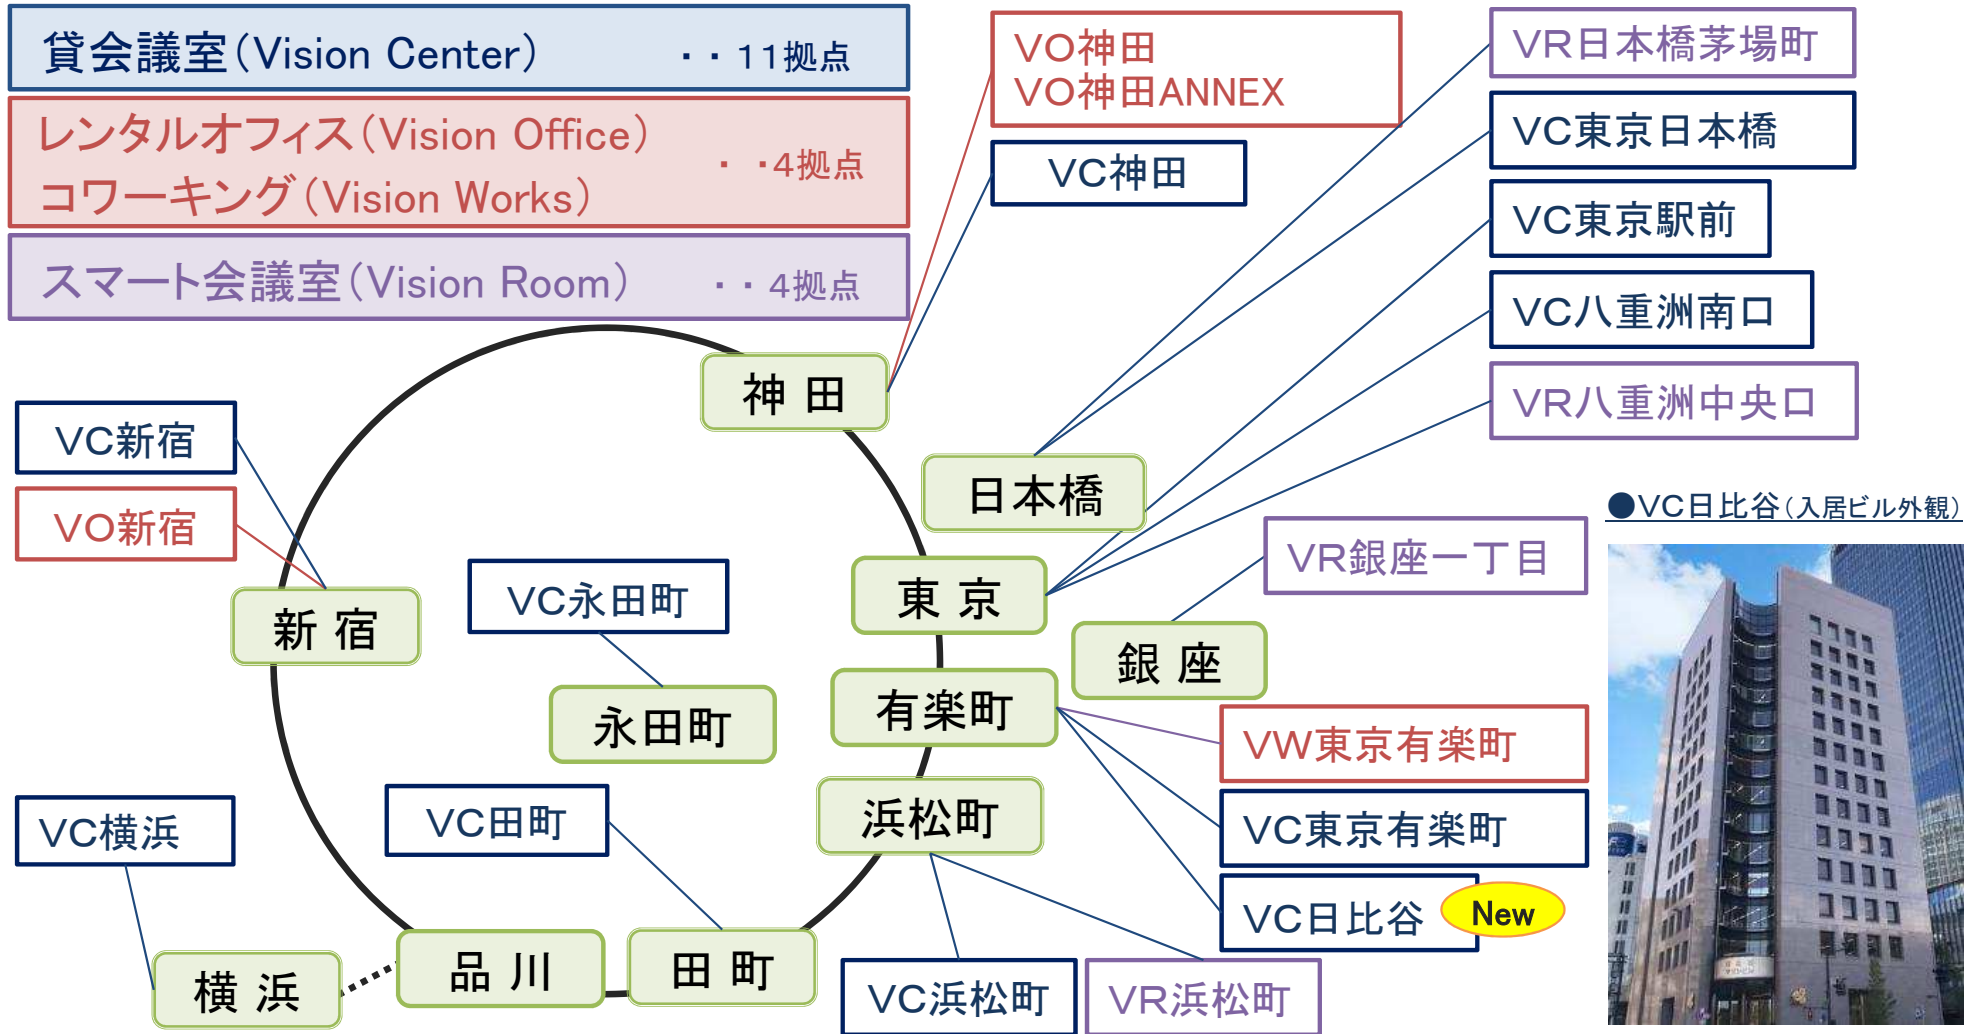 貸会議室(Vision Center) ・・11拠点
レンタルオフィス(Vision Office)
コワーキング(Vision Works)
・・4拠点
スマート会議室(Vision Room) ・・4拠点
VO神田
VO神田ANNEX
VC神田
VR日本橋茅場町
VC東京日本橋
VC東京駅前
VC八重洲南口
VR八重洲中央口
神田
VC新宿
VO新宿
日本橋
●VC日比谷(入居ビル外観)
VR銀座一丁目
東京
VC永田町
新宿
銀座
有楽町
永田町
VW東京有楽町
VC東京有楽町
VC日比谷
New
浜松町
VC田町
VC横浜
品川
田町
横浜
VC浜松町
VR浜松町